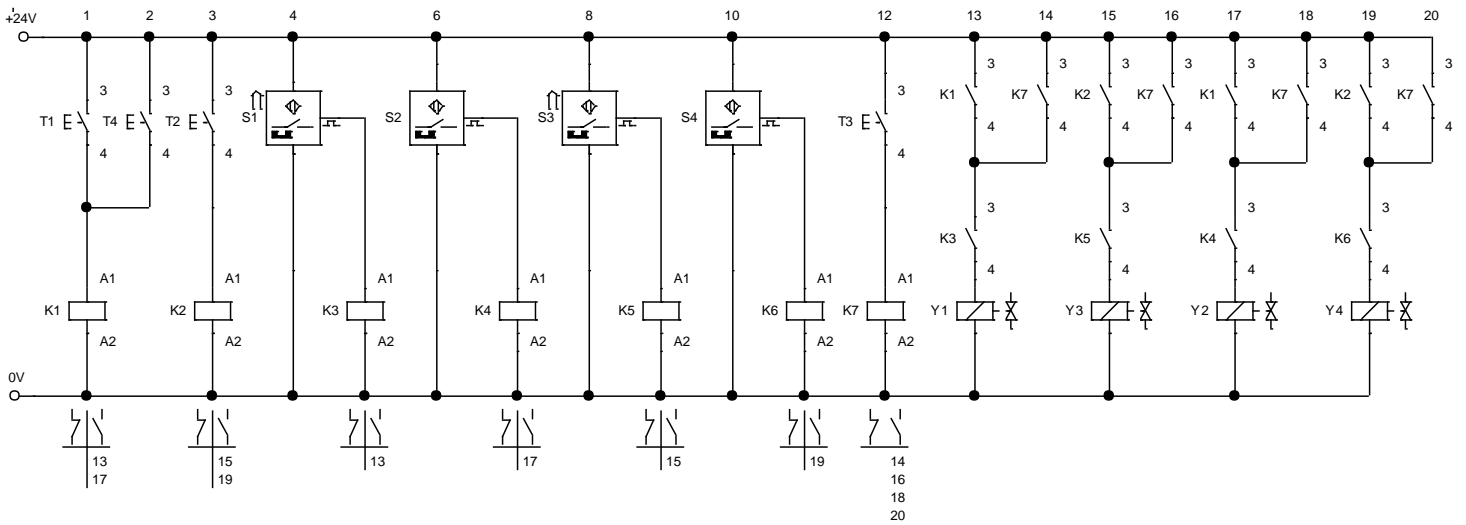 +24V 1 2 3 4 6 8 10 12 13 14 15 16 17 18 19 20
3 3 3 3 3 3 3 3 3 3
3 3 3 3
K1 K7 K2 K7 K1 K7 K2 K7
T1 T4 T2 S1 S2 S3 S4 T3
4 4 4 4 4 4 4 4
4 4 4 4
3 3 3 3
K3 K5 K4 K6
4 4 4 4
A1 A1 A1 A1 A1 A1 A1
K1 K2 K3 K4 K5 K6 K7 Y1 Y3 Y2 Y4
A2 A2 A2 A2 A2 A2 A2
0V
13 15 13 17 15 19 14
17 19 16
18
20